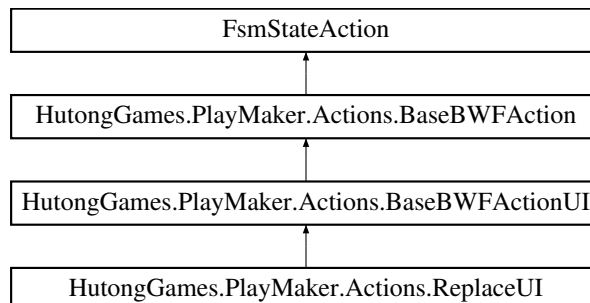 FsmStateAction
HutongGames.PlayMaker.Actions.BaseBWFAction
HutongGames.PlayMaker.Actions.BaseBWFActionUI
HutongGames.PlayMaker.Actions.ReplaceUI